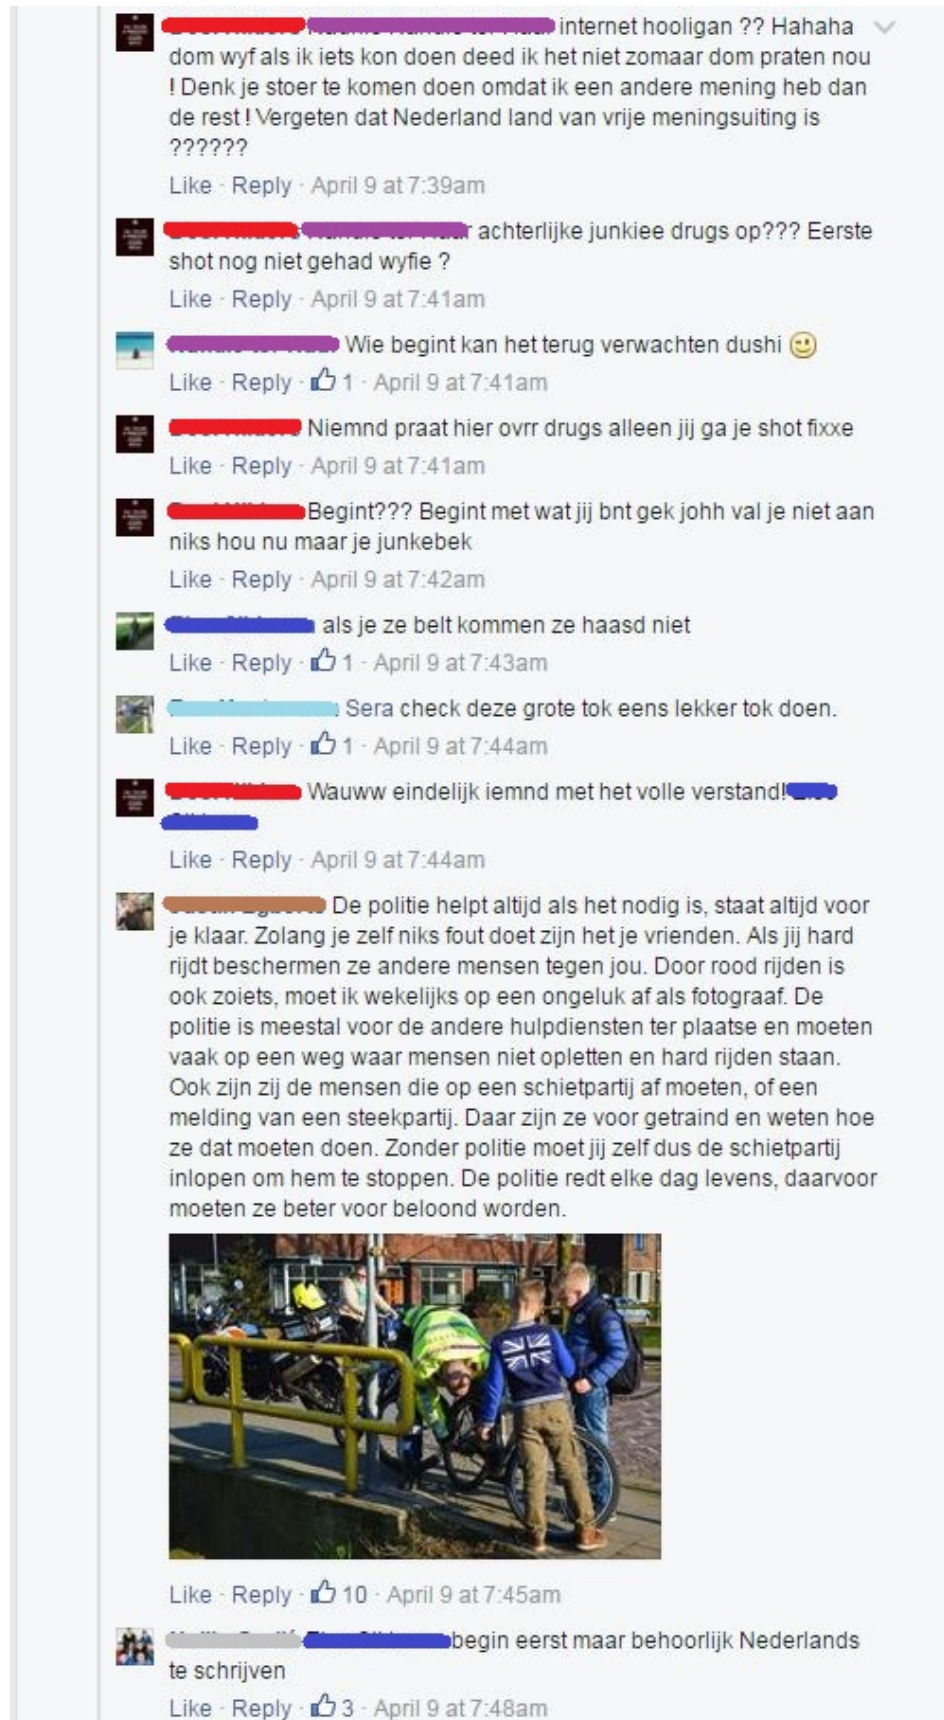 internet hooligan ?? Hahaha
dom wyf als ik iets kon doen deed ik het niet zomaar dom praten nou
! Denk je stoer te komen doen omdat ik een andere mening heb dan
de rest ! Vergeten dat Nederland land van vrije meningsuiting is
??????
Like · Reply · April 9 at 7:39am
achterlijke junkiee drugs op??? Eerste
shot nog niet gehad wyfie ?
Like · Reply · April 9 at 7:41am
Wie begint kan het terug verwachten dushi
Like · Reply · 1 · April 9 at 7:41am
Niemnd praat hier ovrr drugs alleen jij ga je shot fixxe
Like · Reply · April 9 at 7:41am
Begint??? Begint met wat jij bnt gek johh val je niet aan
niks hou nu maar je junkebek
Like · Reply · April 9 at 7:42am
als je ze belt kommen ze haasd niet
Like · Reply · 1 · April 9 at 7:43am
Sera check deze grote tok eens lekker tok doen.
Like · Reply · 1 · April 9 at 7:44am
Wauww eindelijk iemnd met het volle verstand!
Like · Reply · April 9 at 7:44am
De politie helpt altijd als het nodig is, staat altijd voor
je klaar. Zolang je zelf niks fout doet zijn het je vrienden. Als jij hard
rijdt beschermen ze andere mensen tegen jou. Door rood rijden is
ook zoiets, moet ik wekelijks op een ongeluk af als fotograaf. De
politie is meestal voor de andere hulpdiensten ter plaatse en moeten
vaak op een weg waar mensen niet opletten en hard rijden staan.
Ook zijn zij de mensen die op een schietpartij af moeten, of een
melding van een steekpartij. Daar zijn ze voor getraind en weten hoe
ze dat moeten doen. Zonder politie moet jij zelf dus de schietpartij
inlopen om hem te stoppen. De politie redt elke dag levens, daarvoor
moeten ze beter voor beloond worden.
Like · Reply · 10 · April 9 at 7:45am
begin eerst maar behoorlijk Nederlands
te schrijven
Like · Reply · 3 · April 9 at 7:48am